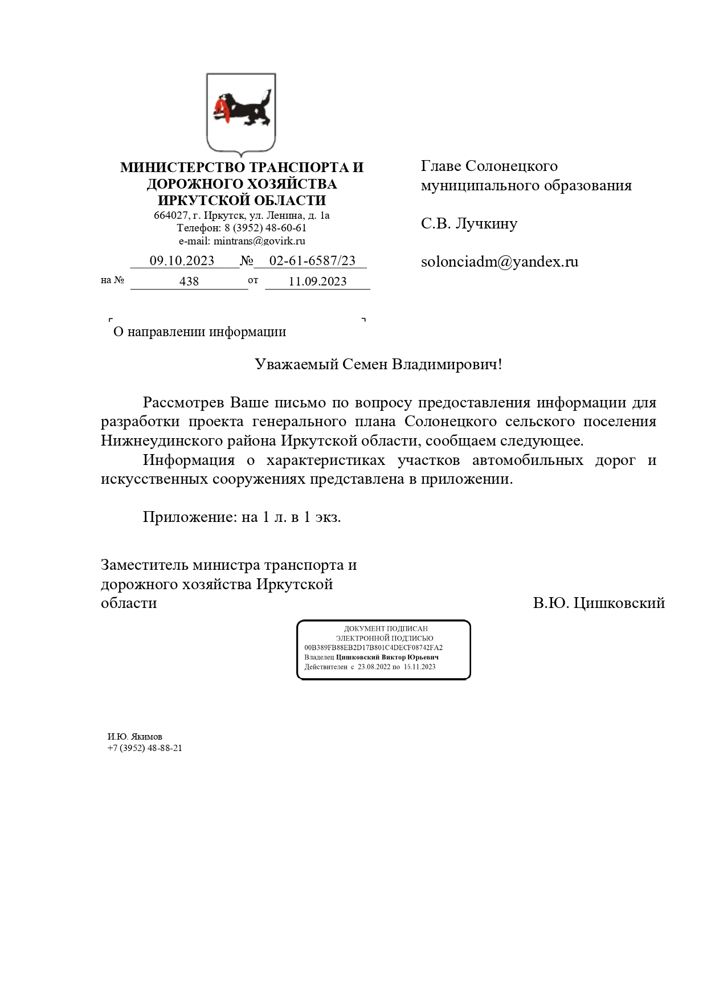 МИНИСТЕРСТВО ТРАНСПОРТА И
ДОРОЖНОГО ХОЗЯЙСТВА
ИРКУТСКОЙ ОБЛАСТИ
664027, г. Иркутск, ул. Ленина, д. 1а
Телефон: 8 (3952) 48-60-61
e-mail: mintrans@govirk.ru
09.10.2023 № 02-61-6587/23
на № 438 от 11.09.2023
Главе Солонецкого
муниципального образования
С.В. Лучкину
solonciadm@yandex.ru
О направлении информации
Уважаемый Семен Владимирович!
Рассмотрев Ваше письмо по вопросу предоставления информации для
разработки проекта генерального плана Солонецкого сельского поселения
Нижнеудинского района Иркутской области, сообщаем следующее.
Информация о характеристиках участков автомобильных дорог и
искусственных сооружениях представлена в приложении.
Приложение: на 1 л. в 1 экз.
Заместитель министра транспорта и
дорожного хозяйства Иркутской
области В.Ю. Цишковский
ДОКУМЕНТ ПОДПИСАН
ЭЛЕКТРОННОЙ ПОДПИСЬЮ
00B389FB88EB2D17B801C4DECF08742FA2
Владелец Цишковский Виктор Юрьевич
Действителен с 23.08.2022 по 16.11.2023
И.Ю. Якимов
+7 (3952) 48-88-21